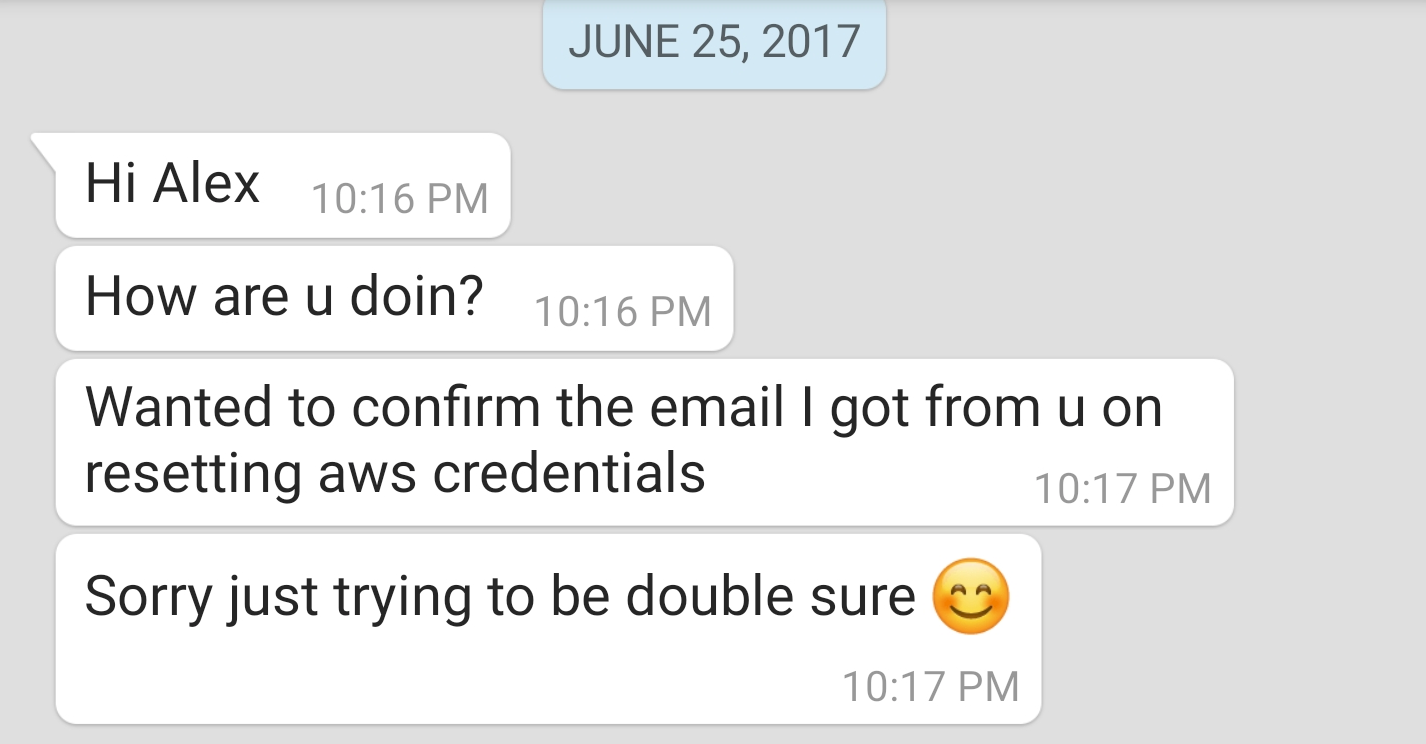 JUNE 25, 2017
Hi Alex 10:16 PM
How are u doin? 10:16 PM
Wanted to confirm the email I got from u on
resetting aws credentials 10:17 PM
Sorry just trying to be double sure 😊
10:17 PM